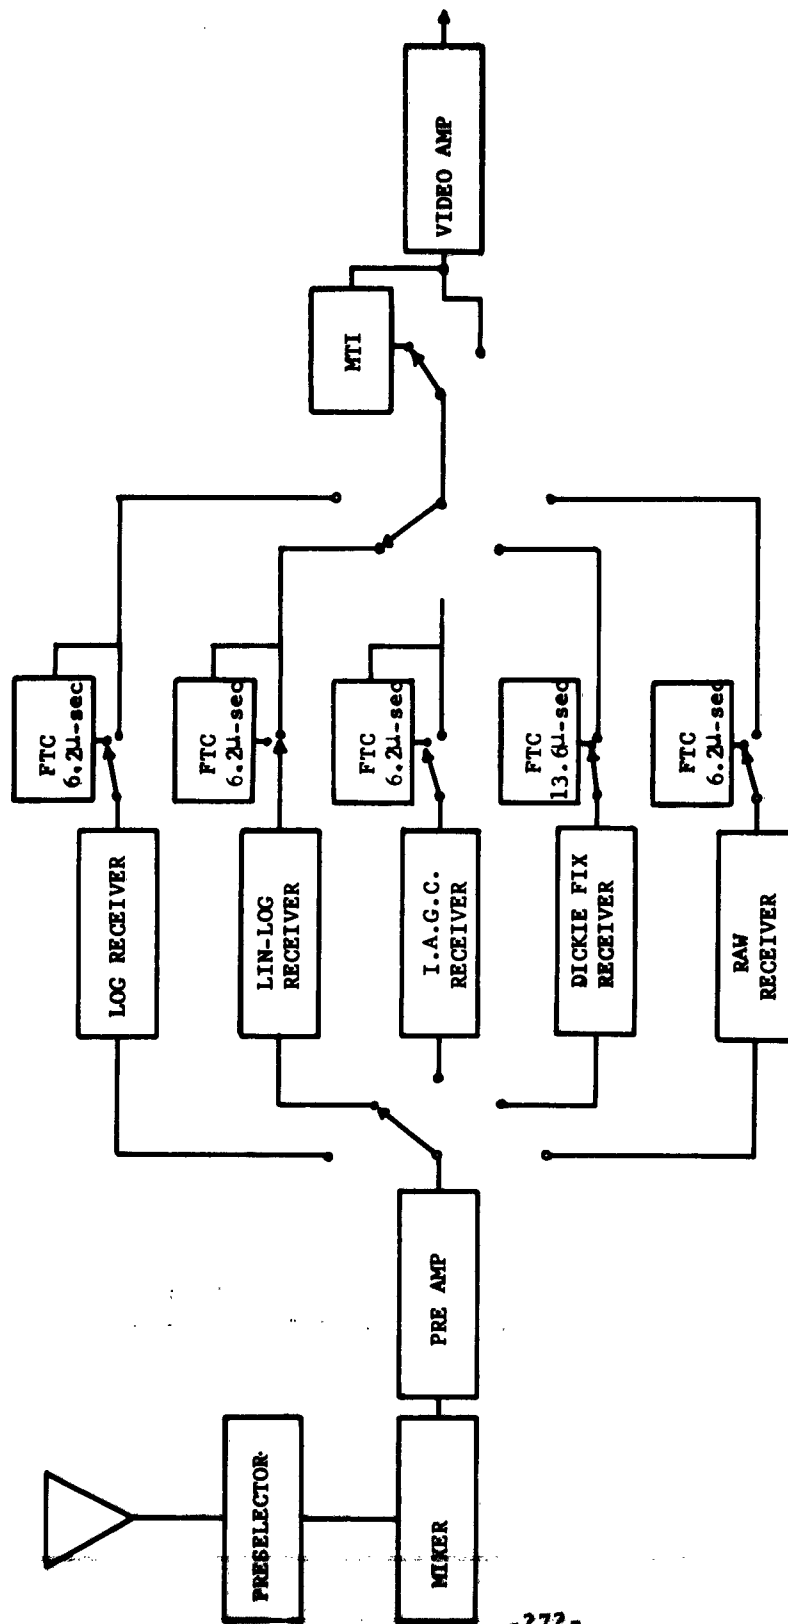 PRESELECTOR
MIXER
PRE AMP
LOG RECEIVER
FTC
6.2μ-sec
LIN-LOG
RECEIVER
FTC
6.2μ-sec
I.A.G.C.
RECEIVER
FTC
6.2μ-sec
DICKIE FIX
RECEIVER
FTC
13.6μ-sec
RAW
RECEIVER
FTC
6.2μ-sec
MTI
VIDEO AMP
-272-